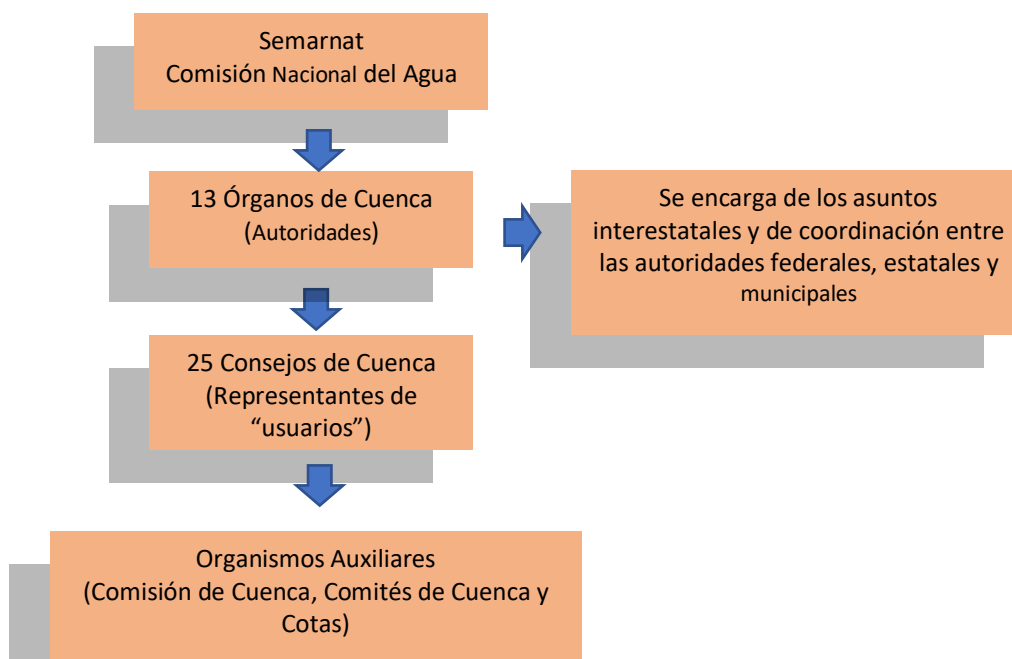 Semarnat
Comisión Nacional del Agua
13 Órganos de Cuenca
(Autoridades)
Se encarga de los asuntos
interestatales y de coordinación entre
las autoridades federales, estatales y
municipales
25 Consejos de Cuenca
(Representantes de
“usuarios”)
Organismos Auxiliares
(Comisión de Cuenca, Comités de Cuenca y
Cotas)